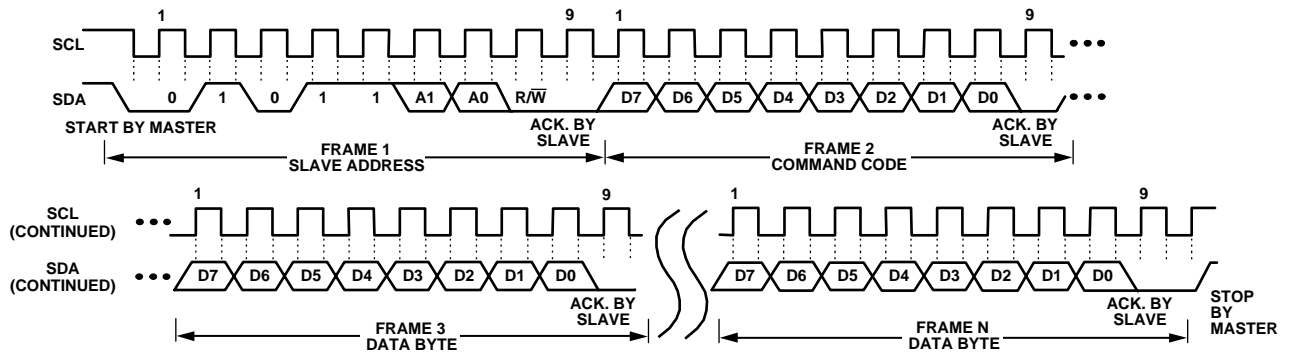 1 9 1 9
SCL
SDA 0 1 0 1 1 A1 A0 R/W̅ D7 D6 D5 D4 D3 D2 D1 D0
START BY MASTER ACK. BY SLAVE ACK. BY SLAVE
FRAME 1
SLAVE ADDRESS
FRAME 2
COMMAND CODE
1 9 1 9
SCL
(CONTINUED)
SDA
(CONTINUED)
D7 D6 D5 D4 D3 D2 D1 D0 D7 D6 D5 D4 D3 D2 D1 D0
ACK. BY
SLAVE
ACK. BY
SLAVE
STOP
BY
MASTER
FRAME 3
DATA BYTE
FRAME N
DATA BYTE